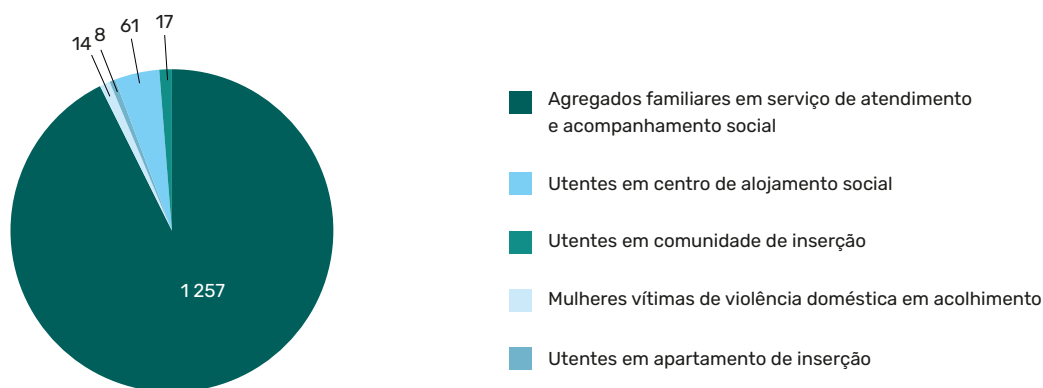 14
8
61
17
1 257
Agregados familiares em serviço de atendimento
e acompanhamento social
Utentes em centro de alojamento social
Utentes em comunidade de inserção
Mulheres vítimas de violência doméstica em acolhimento
Utentes em apartamento de inserção